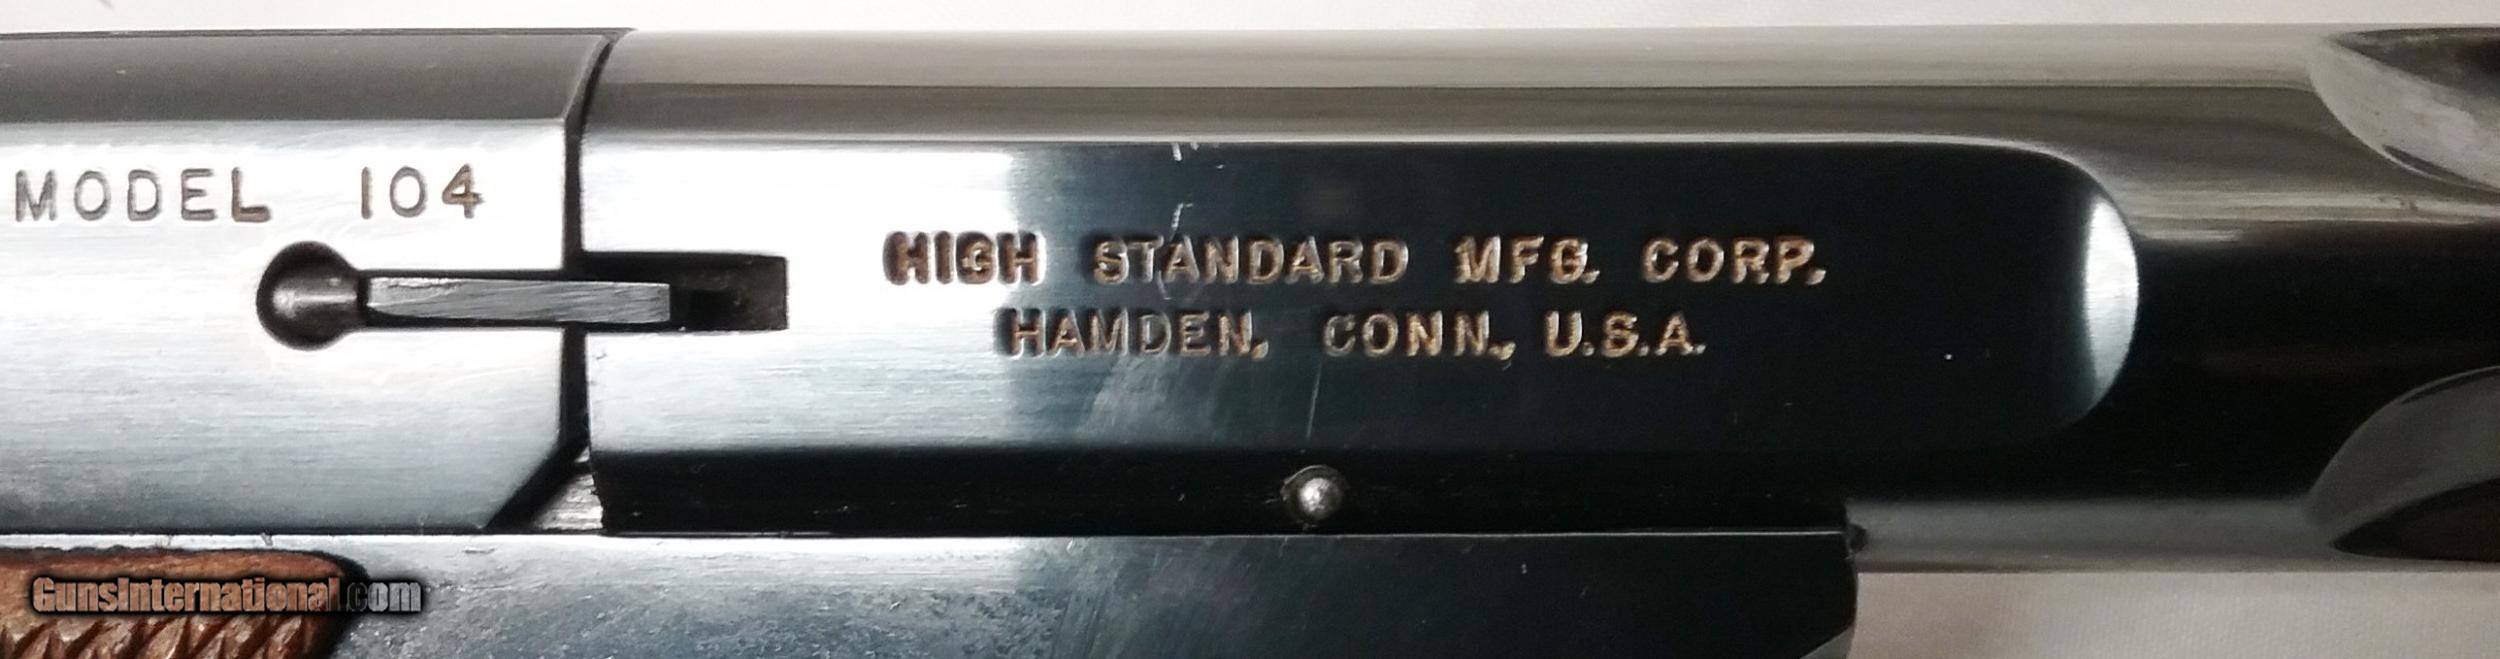 MODEL 104
HIGH STANDARD MFG. CORP.
HAMDEN, CONN., U.S.A.
GunsInternational.com